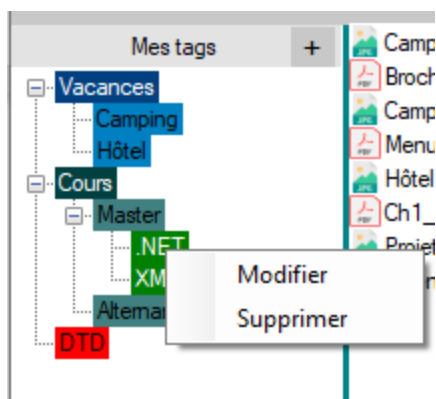 Mes tags +
Vacances
Camping
Hôtel
Cours
Master
.NET
XM
Alterna
DTD
Camp
Broch
Camp
Menu
Hôtel
Ch1_
Projet
Modifier
Supprimer